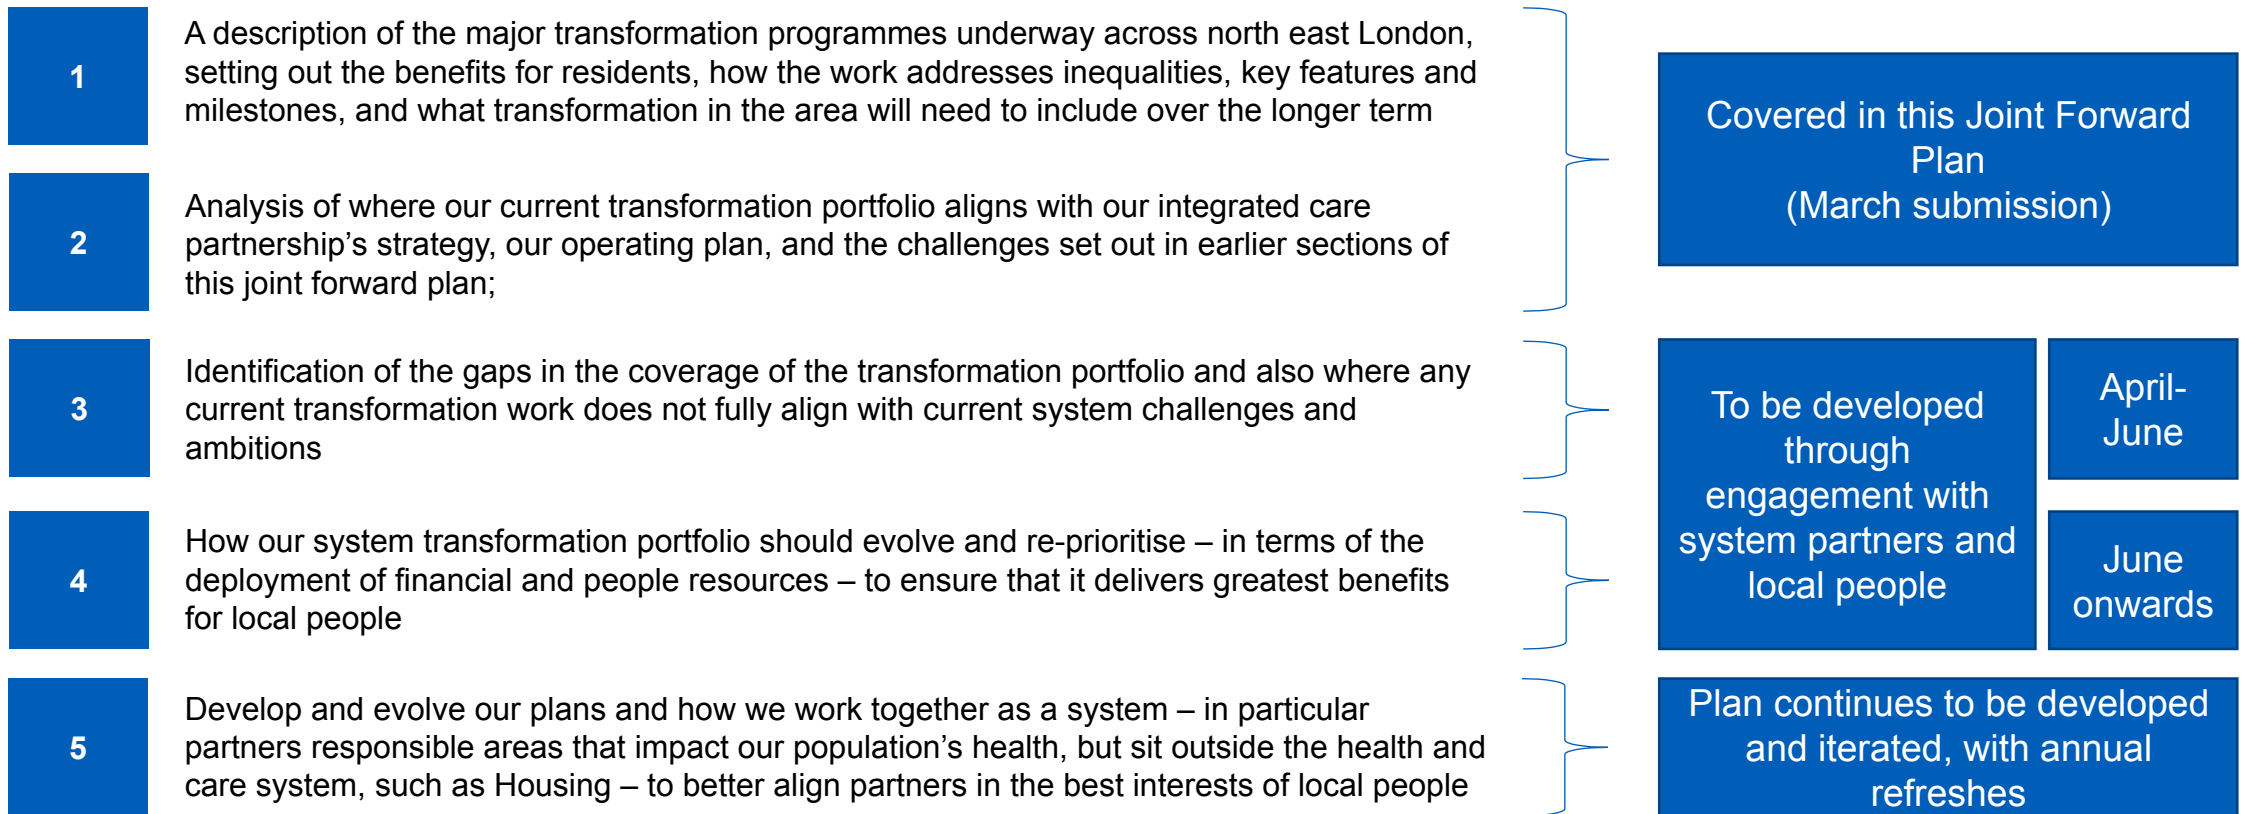 1
A description of the major transformation programmes underway across north east London,
setting out the benefits for residents, how the work addresses inequalities, key features and
milestones, and what transformation in the area will need to include over the longer term
2
Analysis of where our current transformation portfolio aligns with our integrated care
partnership’s strategy, our operating plan, and the challenges set out in earlier sections of
this joint forward plan;
Covered in this Joint Forward
Plan
(March submission)
3
Identification of the gaps in the coverage of the transformation portfolio and also where any
current transformation work does not fully align with current system challenges and
ambitions
4
How our system transformation portfolio should evolve and re-prioritise – in terms of the
deployment of financial and people resources – to ensure that it delivers greatest benefits
for local people
To be developed
through
engagement with
system partners and
local people
April-
June
June
onwards
5
Develop and evolve our plans and how we work together as a system – in particular
partners responsible areas that impact our population’s health, but sit outside the health and
care system, such as Housing – to better align partners in the best interests of local people
Plan continues to be developed
and iterated, with annual
refreshes